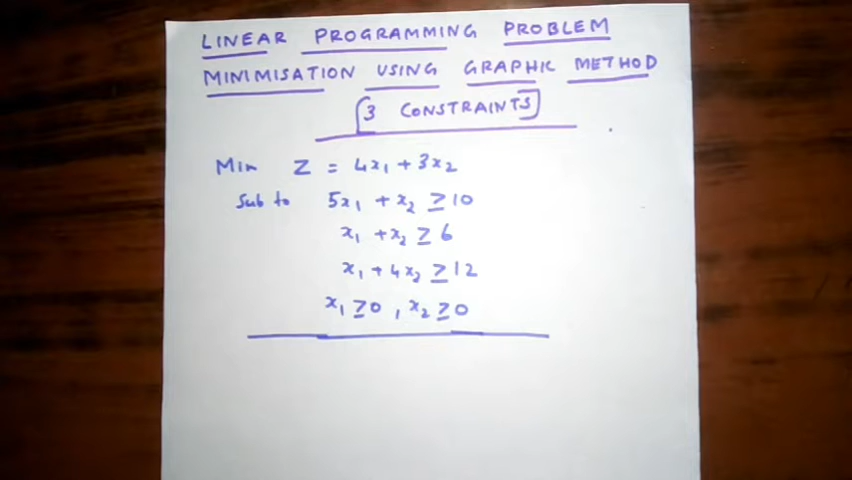 LINEAR PROGRAMMING PROBLEM
MINIMISATION USING GRAPHIC METHOD
[3 CONSTRAINTS]
Min Z = 4x₁ + 3x₂
Sub to 5x₁ + x₂ ≥ 10
x₁ + x₂ ≥ 6
x₁ + 4x₂ ≥ 12
x₁ ≥ 0, x₂ ≥ 0